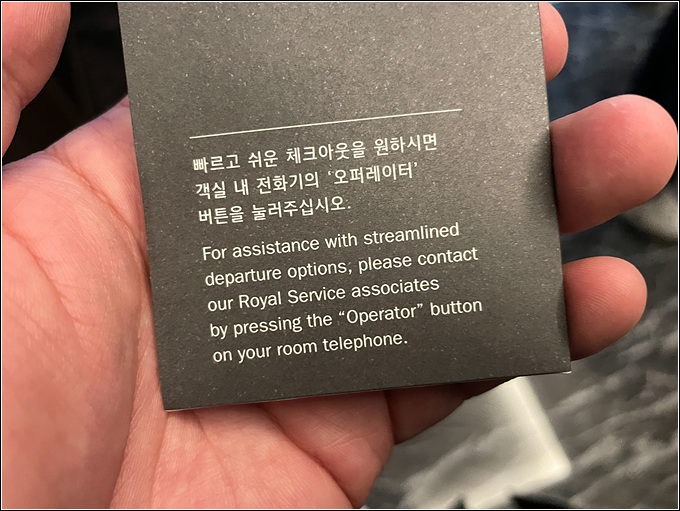 빠르고 쉬운 체크아웃을 원하시면
객실 내 전화기의 ‘오퍼레이터’
버튼을 눌러주십시오.
For assistance with streamlined
departure options, please contact
our Royal Service associates
by pressing the “Operator” button
on your room telephone.